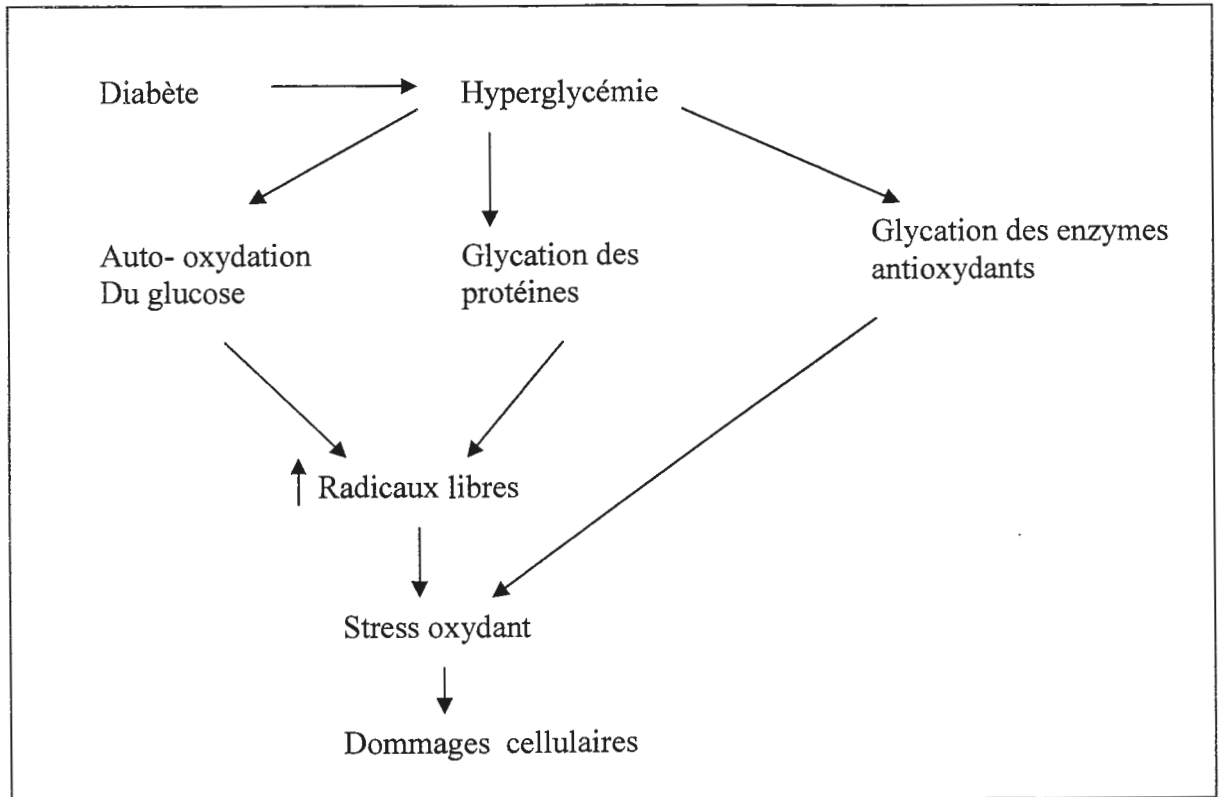 Diabète
Hyperglycémie
Auto- oxydation
Du glucose
Glycation des
protéines
Glycation des enzymes
antioxydants
Radicaux libres
Stress oxydant
Dommages cellulaires